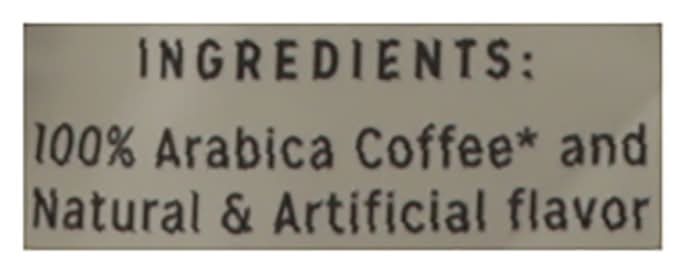 INGREDIENTS:
100% Arabica Coffee* and
Natural & Artificial flavor